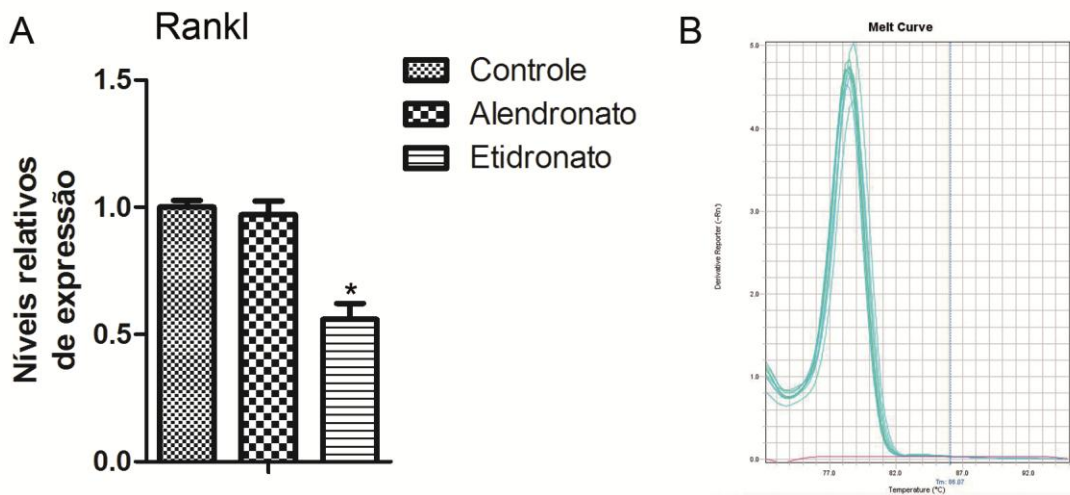 A
Rankl
Níveis relativos
de expressão
1.5
1.0
0.5
0.0
*
Controle
Alendronato
Etidronato
B
Melt Curve
Derivative Reporter (-Rn')
5.0
4.0
3.0
2.0
1.0
0.0
77.0 82.0 87.0 92.0
Temperature (°C)